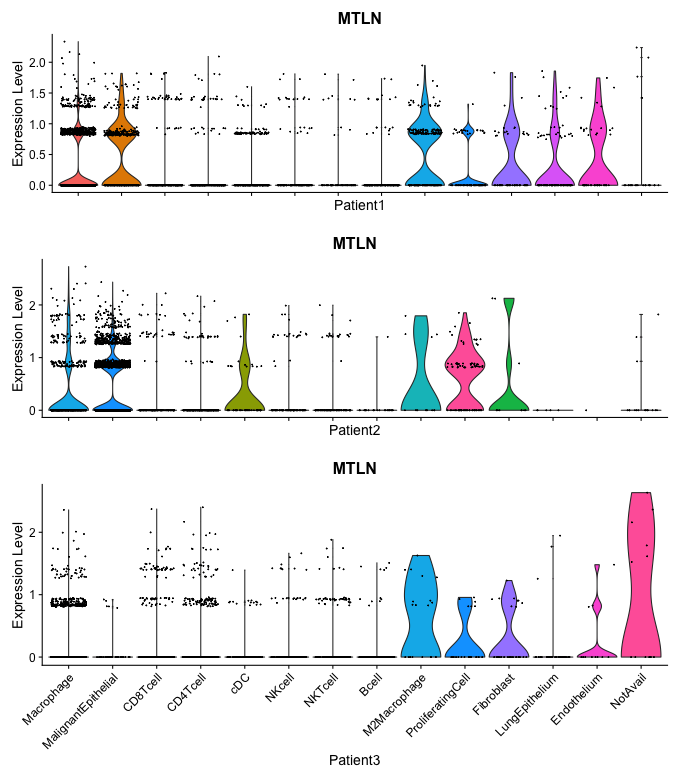 MTLN
Expression Level
2.0
1.5
1.0
0.5
0.0
Patient1
MTLN
Expression Level
2
1
0
Patient2
MTLN
Expression Level
2
1
0
Macrophage
MalignantEpithelial
CD8Tcell
CD4Tcell
cDC
NKcell
NKTcell
Bcell
M2Macrophage
ProliferatingCell
Fibroblast
LungEpithelium
Endothelium
NotAvail
Patient3